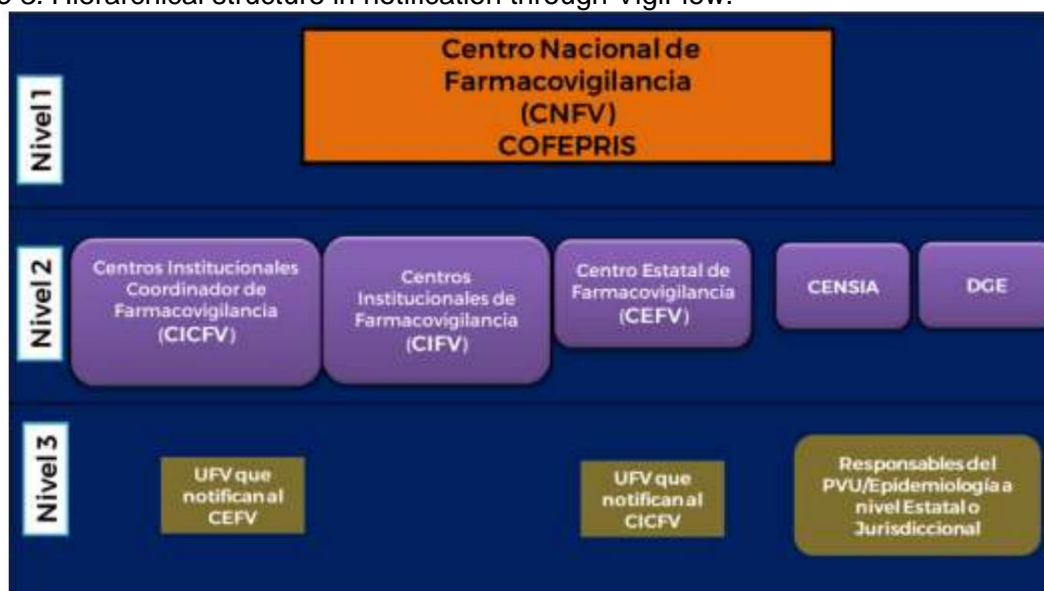 Hierarchical structure in notification through VigiFlow.
Nivel 1
Centro Nacional de
Farmacovigilancia
(CNFV)
COFEPRIS
Nivel 2
Centros Institucionales
Coordinador de
Farmacovigilancia
(CICFV)
Centros
Institucionales de
Farmacovigilancia
(CIFV)
Centro Estatal de
Farmacovigilancia
(CEFV)
CENSIA
DGE
Nivel 3
UFV que
notifican al
CEFV
UFV que
notifican al
CICFV
Responsables del
PVU/Epidemiología a
nivel Estatal o
Jurisdiccional